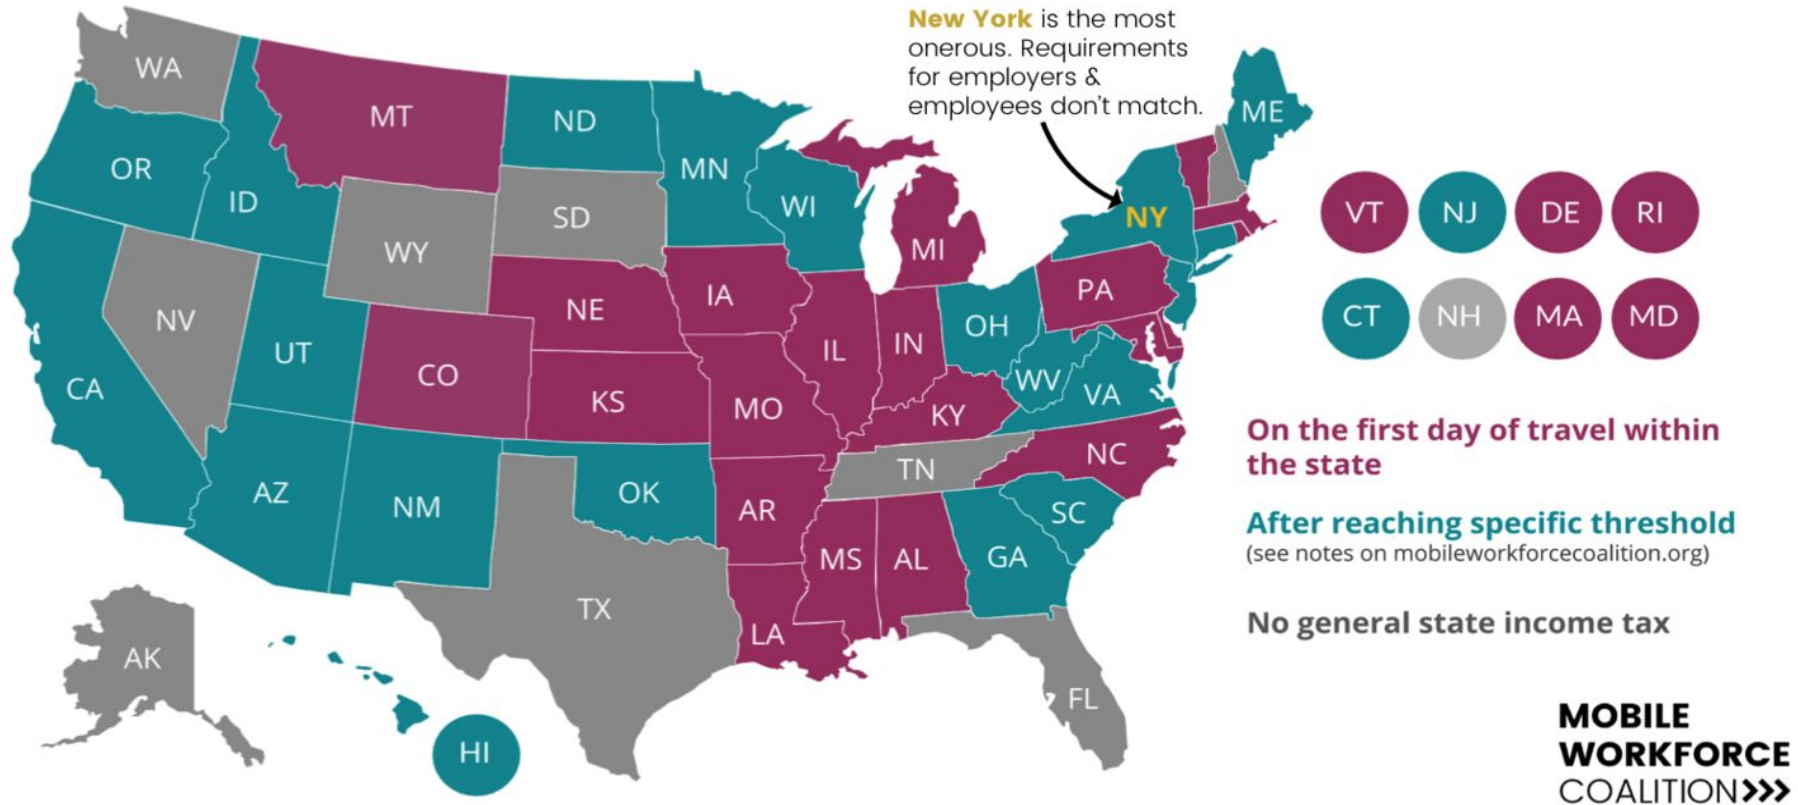 New York is the most
onerous. Requirements
for employers &
employees don't match.
WA
MT
ND
MN
ME
OR
ID
SD
WI
NY
WY
MI
VT
NJ
DE
RI
NV
NE
IA
PA
CT
NH
MA
MD
UT
CO
IL
IN
OH
CA
KS
MO
KY
WV
VA
On the first day of travel within
the state
AZ
NM
OK
AR
TN
NC
SC
After reaching specific threshold
(see notes on mobileworkforcecoalition.org)
TX
MS
AL
GA
LA
No general state income tax
AK
HI
FL
MOBILE
WORKFORCE
COALITION>>>